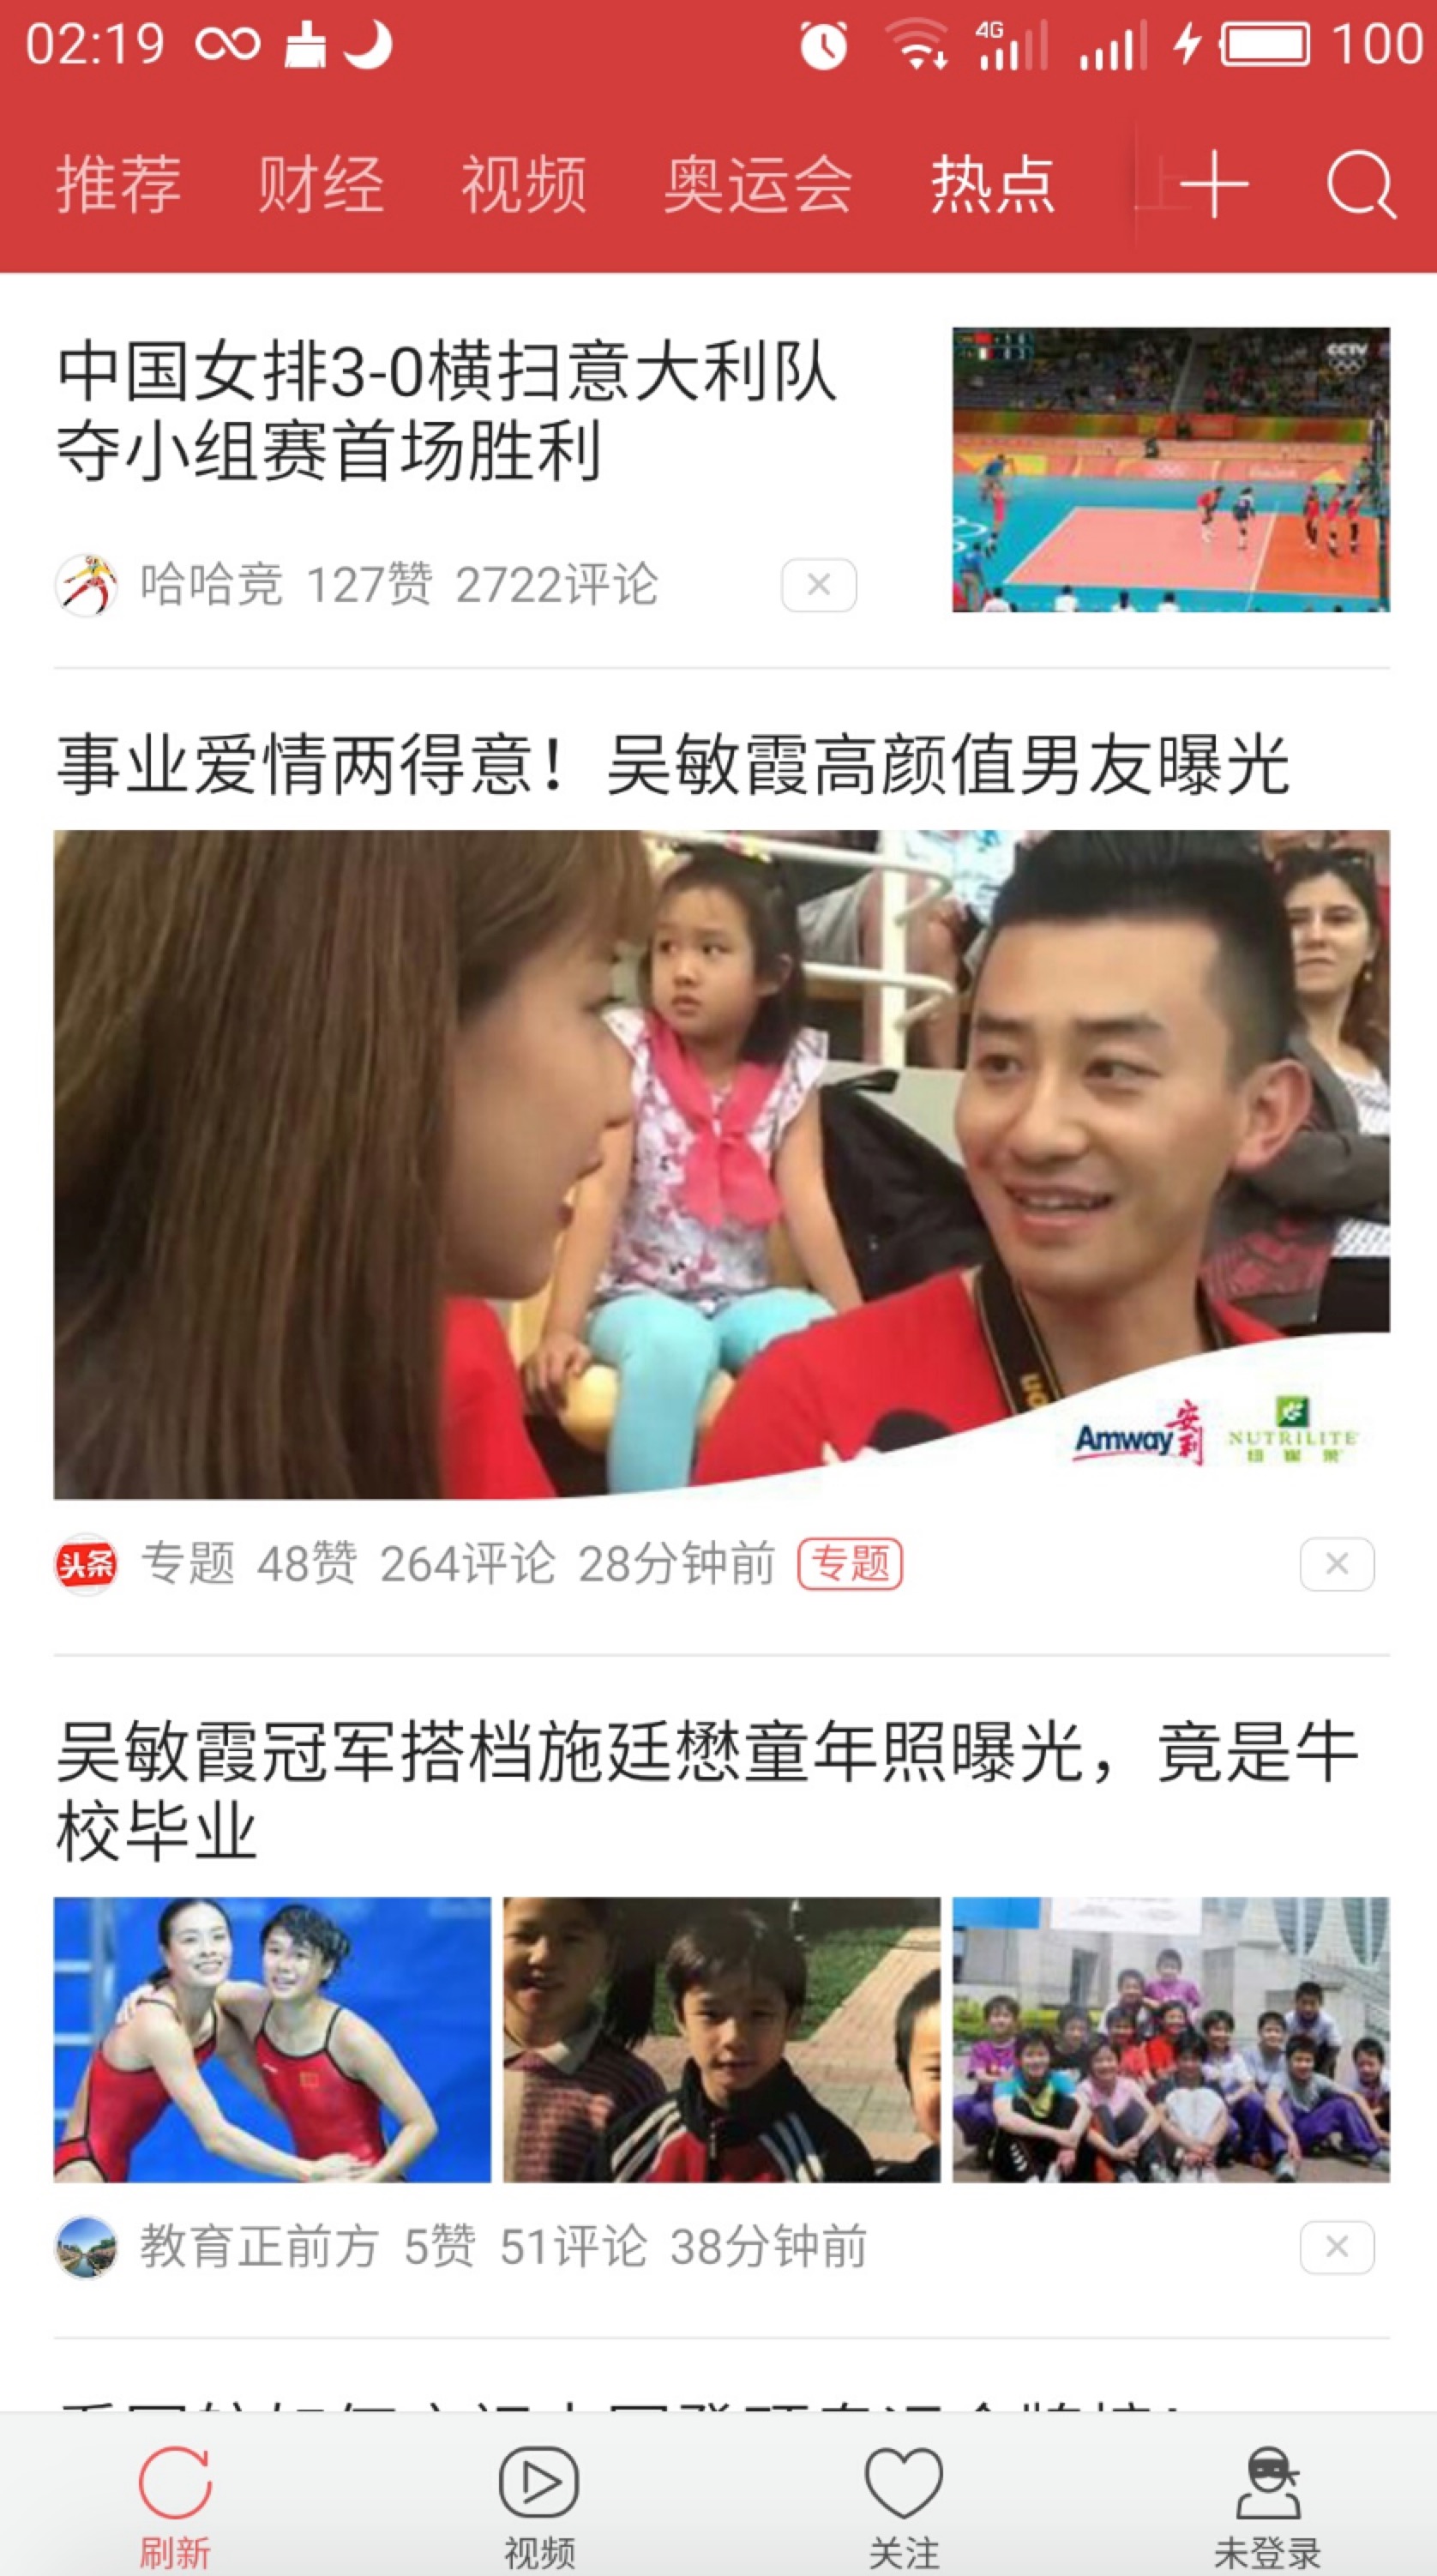 02:19
4G
100
推荐 财经 视频 奥运会 热点
中国女排3-0横扫意大利队
夺小组赛首场胜利
CCTV
哈哈竞 127赞 2722评论
事业爱情两得意！吴敏霞高颜值男友曝光
Amway安利
NUTRILITE
头条 专题 48赞 264评论 28分钟前 专题
吴敏霞冠军搭档施廷懋童年照曝光，竟是牛
校毕业
教育正前方 5赞 51评论 38分钟前
刷新 视频 关注 未登录